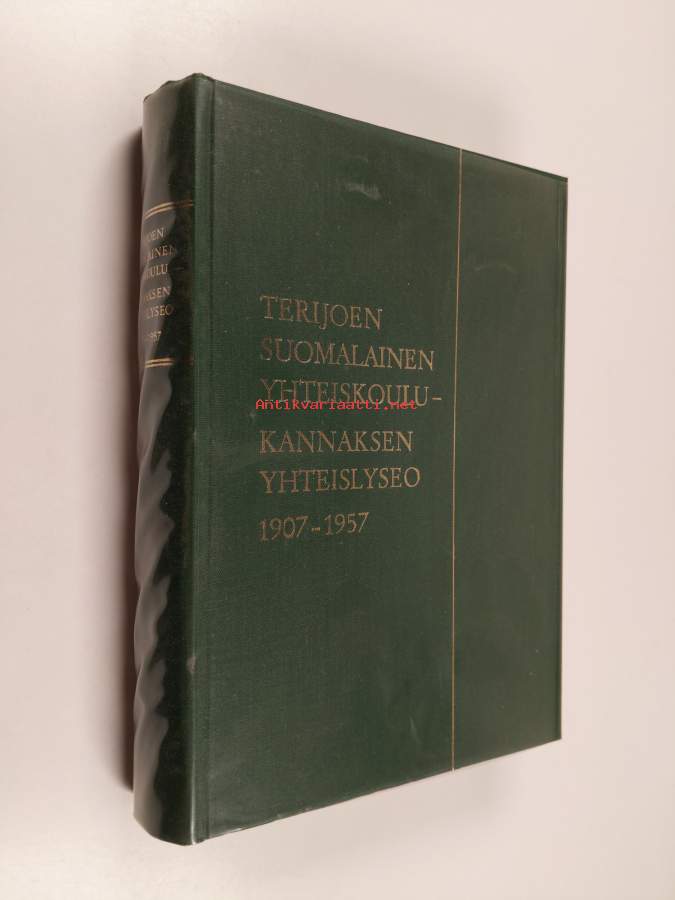 TERIJOEN
SUOMALAINEN
YHTEISKOULU –
KANNAKSEN
YHTEISLYSEO
1907 – 1957
Antikvariaatti.net